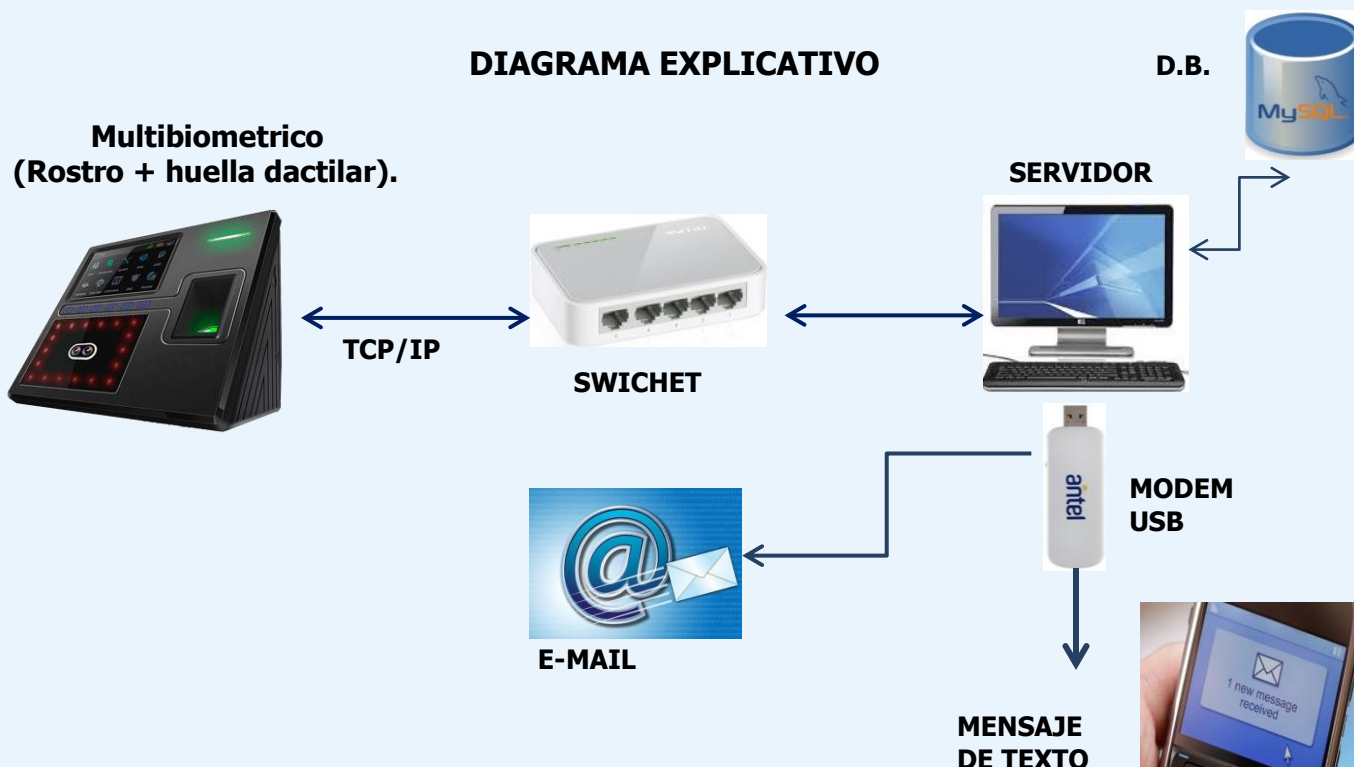 DIAGRAMA EXPLICATIVO
D.B.
MySQL
Multibiometrico
(Rostro + huella dactilar).
SERVIDOR
TCP/IP
SWICHET
antel
MODEM
USB
E-MAIL
1 new message
received
MENSAJE
DE TEXTO